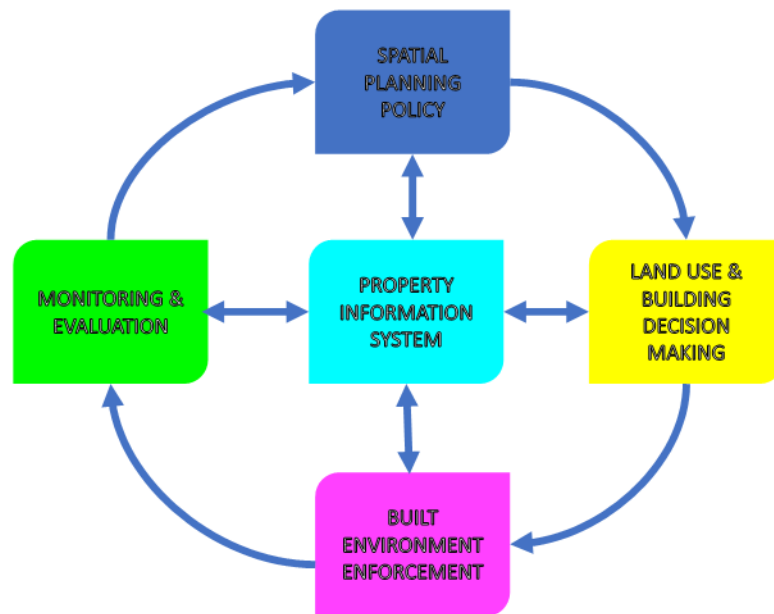 SPATIAL
PLANNING
POLICY
MONITORING &
EVALUATION
PROPERTY
INFORMATION
SYSTEM
LAND USE &
BUILDING
DECISION
MAKING
BUILT
ENVIRONMENT
ENFORCEMENT